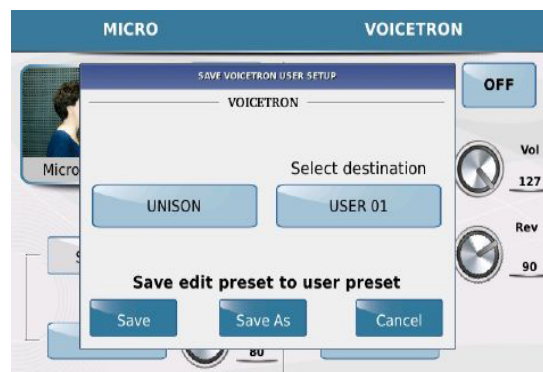 MICRO VOICETRON
SAVE VOICETRON USER SETUP
VOICETRON
OFF
Micro
Select destination
Vol
127
UNISON USER 01
Rev
90
S
Save edit preset to user preset
Save Save As Cancel
80